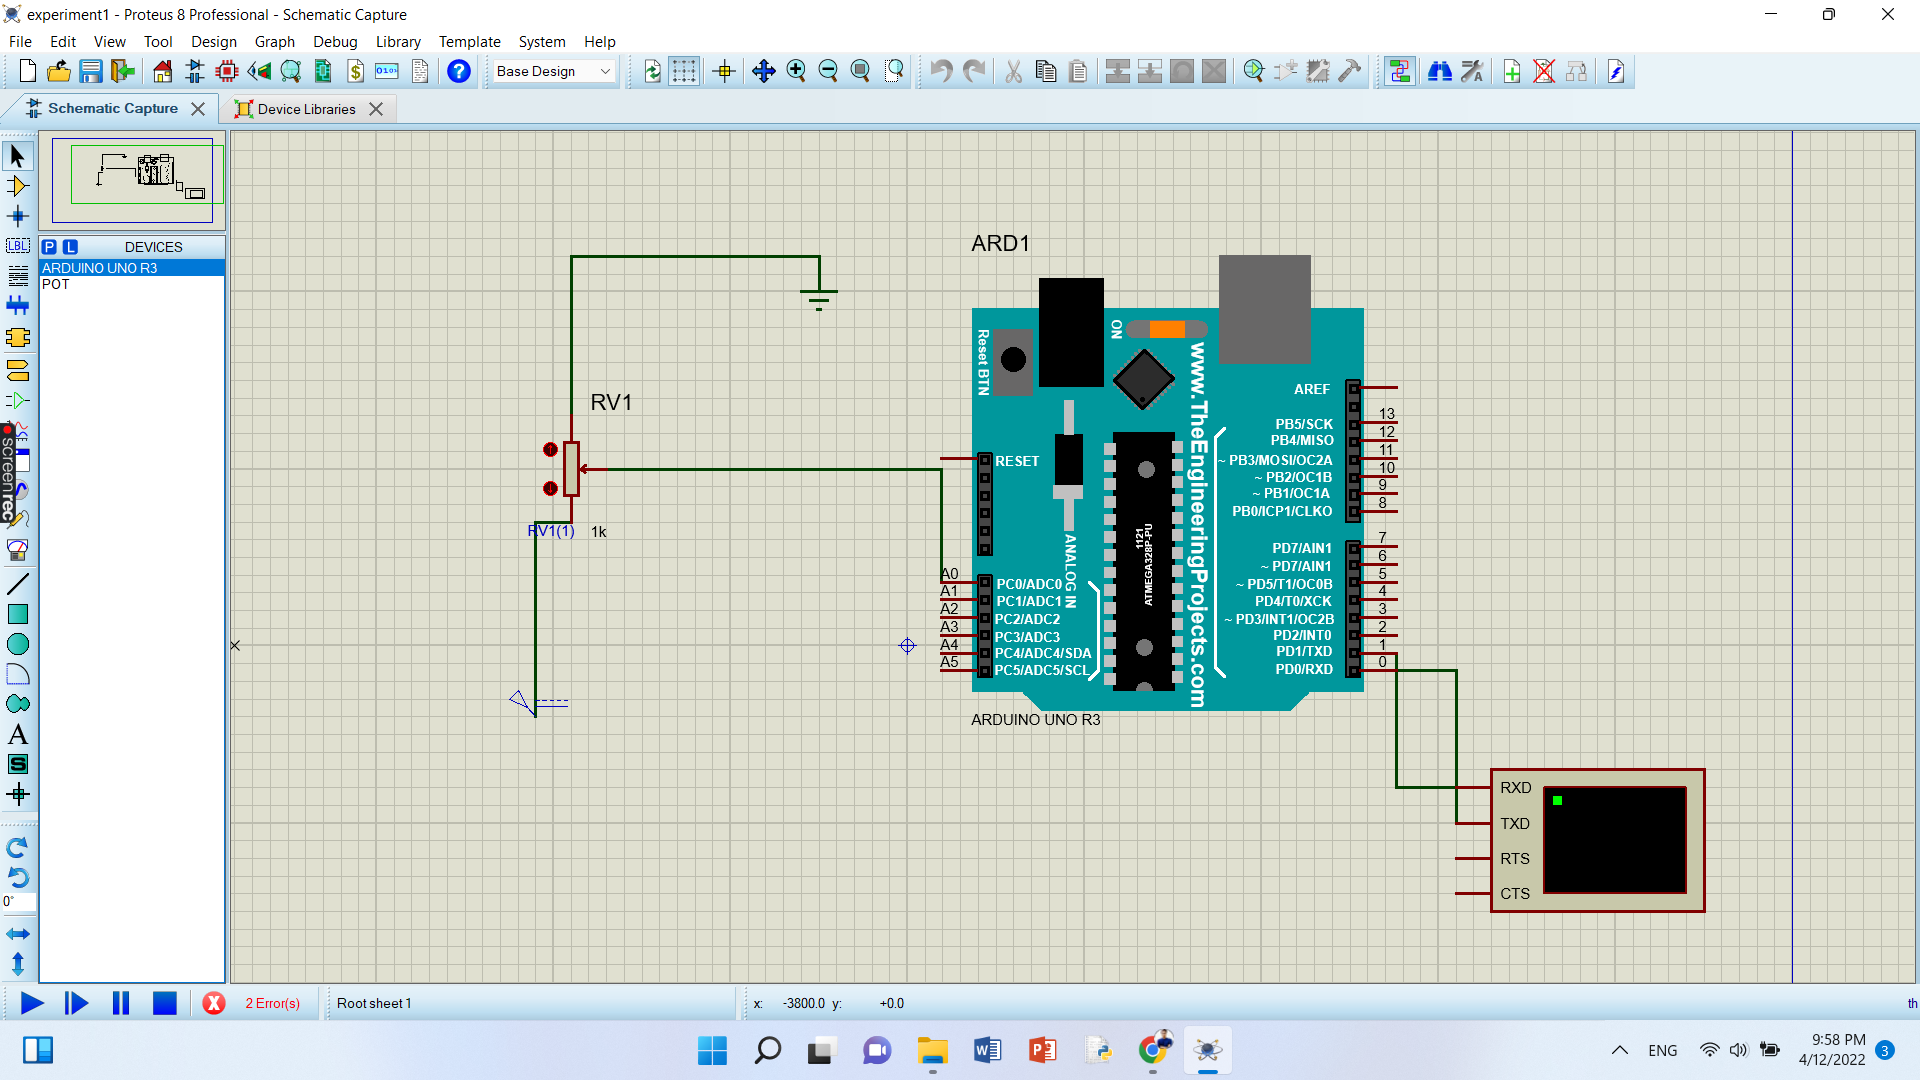 experiment1 - Proteus 8 Professional - Schematic Capture
File Edit View Tool Design Graph Debug Library Template System Help
Base Design
Schematic Capture
Device Libraries
P L DEVICES
ARDUINO UNO R3
POT
LBL
A
S
0°
screenrec
ARD1
RV1
RV1(1)
1k
Reset BTN
ON
www.TheEngineeringProjects.com
ANALOG IN
1121
ATMEGA328P-PU
RESET
A0 PC0/ADC0
A1 PC1/ADC1
A2 PC2/ADC2
A3 PC3/ADC3
A4 PC4/ADC4/SDA
A5 PC5/ADC5/SCL
AREF
PB5/SCK 13
PB4/MISO 12
~ PB3/MOSI/OC2A 11
~ PB2/OC1B 10
~ PB1/OC1A 9
PB0/ICP1/CLKO 8
PD7/AIN1 7
~ PD7/AIN1 6
~ PD5/T1/OC0B 5
PD4/T0/XCK 4
~ PD3/INT1/OC2B 3
PD2/INT0 2
PD1/TXD 1
PD0/RXD 0
ARDUINO UNO R3
RXD
TXD
RTS
CTS
2 Error(s)
Root sheet 1
x: -3800.0 y: +0.0
th
ENG
9:58 PM
4/12/2022
3